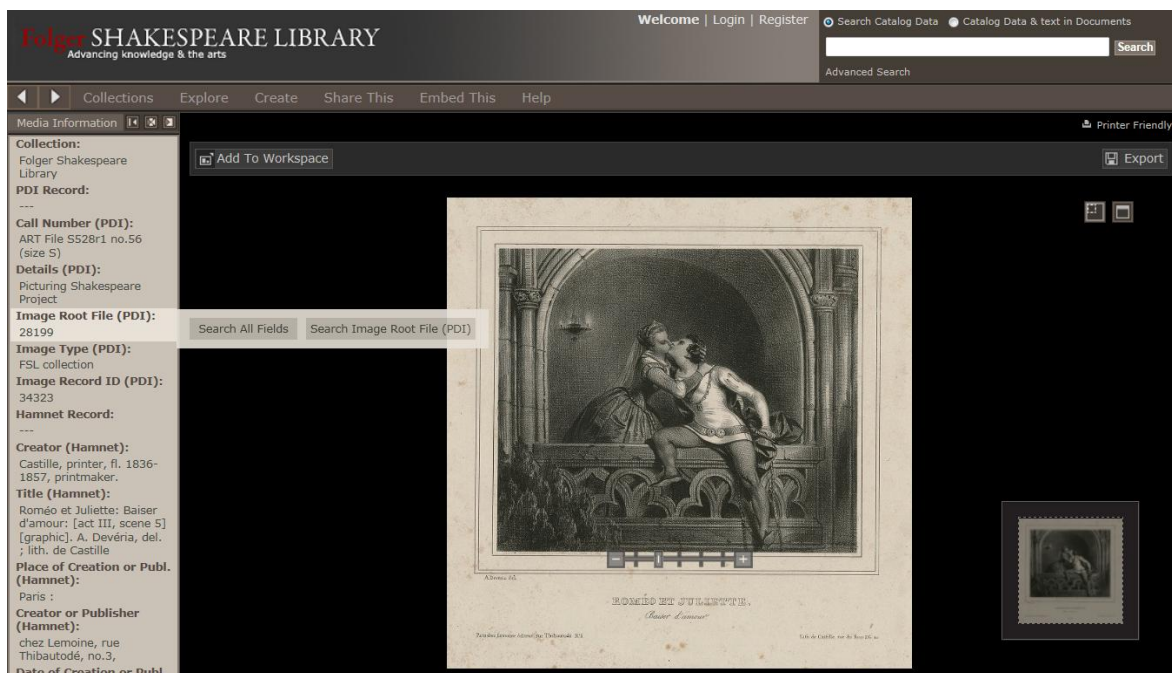 Folger SHAKESPEARE LIBRARY
Advancing knowledge & the arts
Welcome | Login | Register
Search Catalog Data Catalog Data & text in Documents
Search
Advanced Search
Collections Explore Create Share This Embed This Help
Media Information
Printer Friendly
Add To Workspace
Export
Collection:
Folger Shakespeare
Library
PDI Record:
---
Call Number (PDI):
ART File S528r1 no.56
(size S)
Details (PDI):
Picturing Shakespeare
Project
Image Root File (PDI):
28199
Search All Fields Search Image Root File (PDI)
Image Type (PDI):
FSL collection
Image Record ID (PDI):
34323
Hamnet Record:
---
Creator (Hamnet):
Castille, printer, fl. 1836-
1857, printmaker.
Title (Hamnet):
Roméo et Juliette: Baiser
d'amour: [act III, scene 5]
[graphic]. A. Devéria, del.
; lith. de Castille
Place of Creation or Publ.
(Hamnet):
Paris :
Creator or Publisher
(Hamnet):
chez Lemoine, rue
Thibautodé, no.3,
Date of Creation or Publ.
ROMÉO ET JULIETTE.
Baiser d'amour